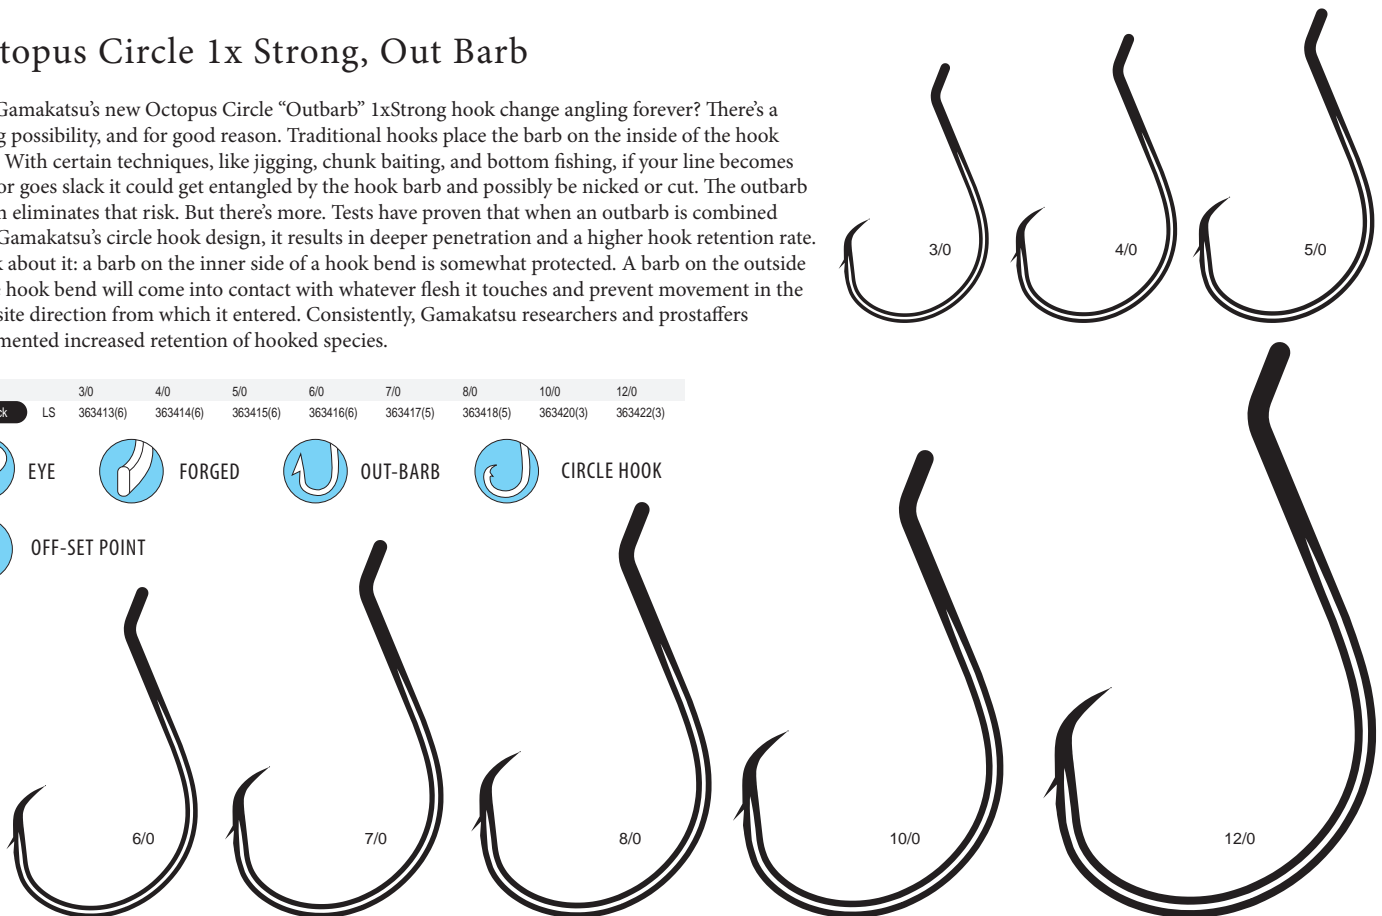 topus Circle 1x Strong, Out Barb
Gamakatsu's new Octopus Circle “Outbarb” 1xStrong hook change angling forever? There's a
g possibility, and for good reason. Traditional hooks place the barb on the inside of the hook
With certain techniques, like jigging, chunk baiting, and bottom fishing, if your line becomes
or goes slack it could get entangled by the hook barb and possibly be nicked or cut. The outbarb
n eliminates that risk. But there's more. Tests have proven that when an outbarb is combined
Gamakatsu's circle hook design, it results in deeper penetration and a higher hook retention rate.
k about it: a barb on the inner side of a hook bend is somewhat protected. A barb on the outside
e hook bend will come into contact with whatever flesh it touches and prevent movement in the
site direction from which it entered. Consistently, Gamakatsu researchers and prostaffers
mented increased retention of hooked species.
3/0 4/0 5/0 6/0 7/0 8/0 10/0 12/0
ck LS 363413(6) 363414(6) 363415(6) 363416(6) 363417(5) 363418(5) 363420(3) 363422(3)
EYE FORGED OUT-BARB CIRCLE HOOK
OFF-SET POINT
3/0 4/0 5/0
6/0 7/0 8/0 10/0 12/0